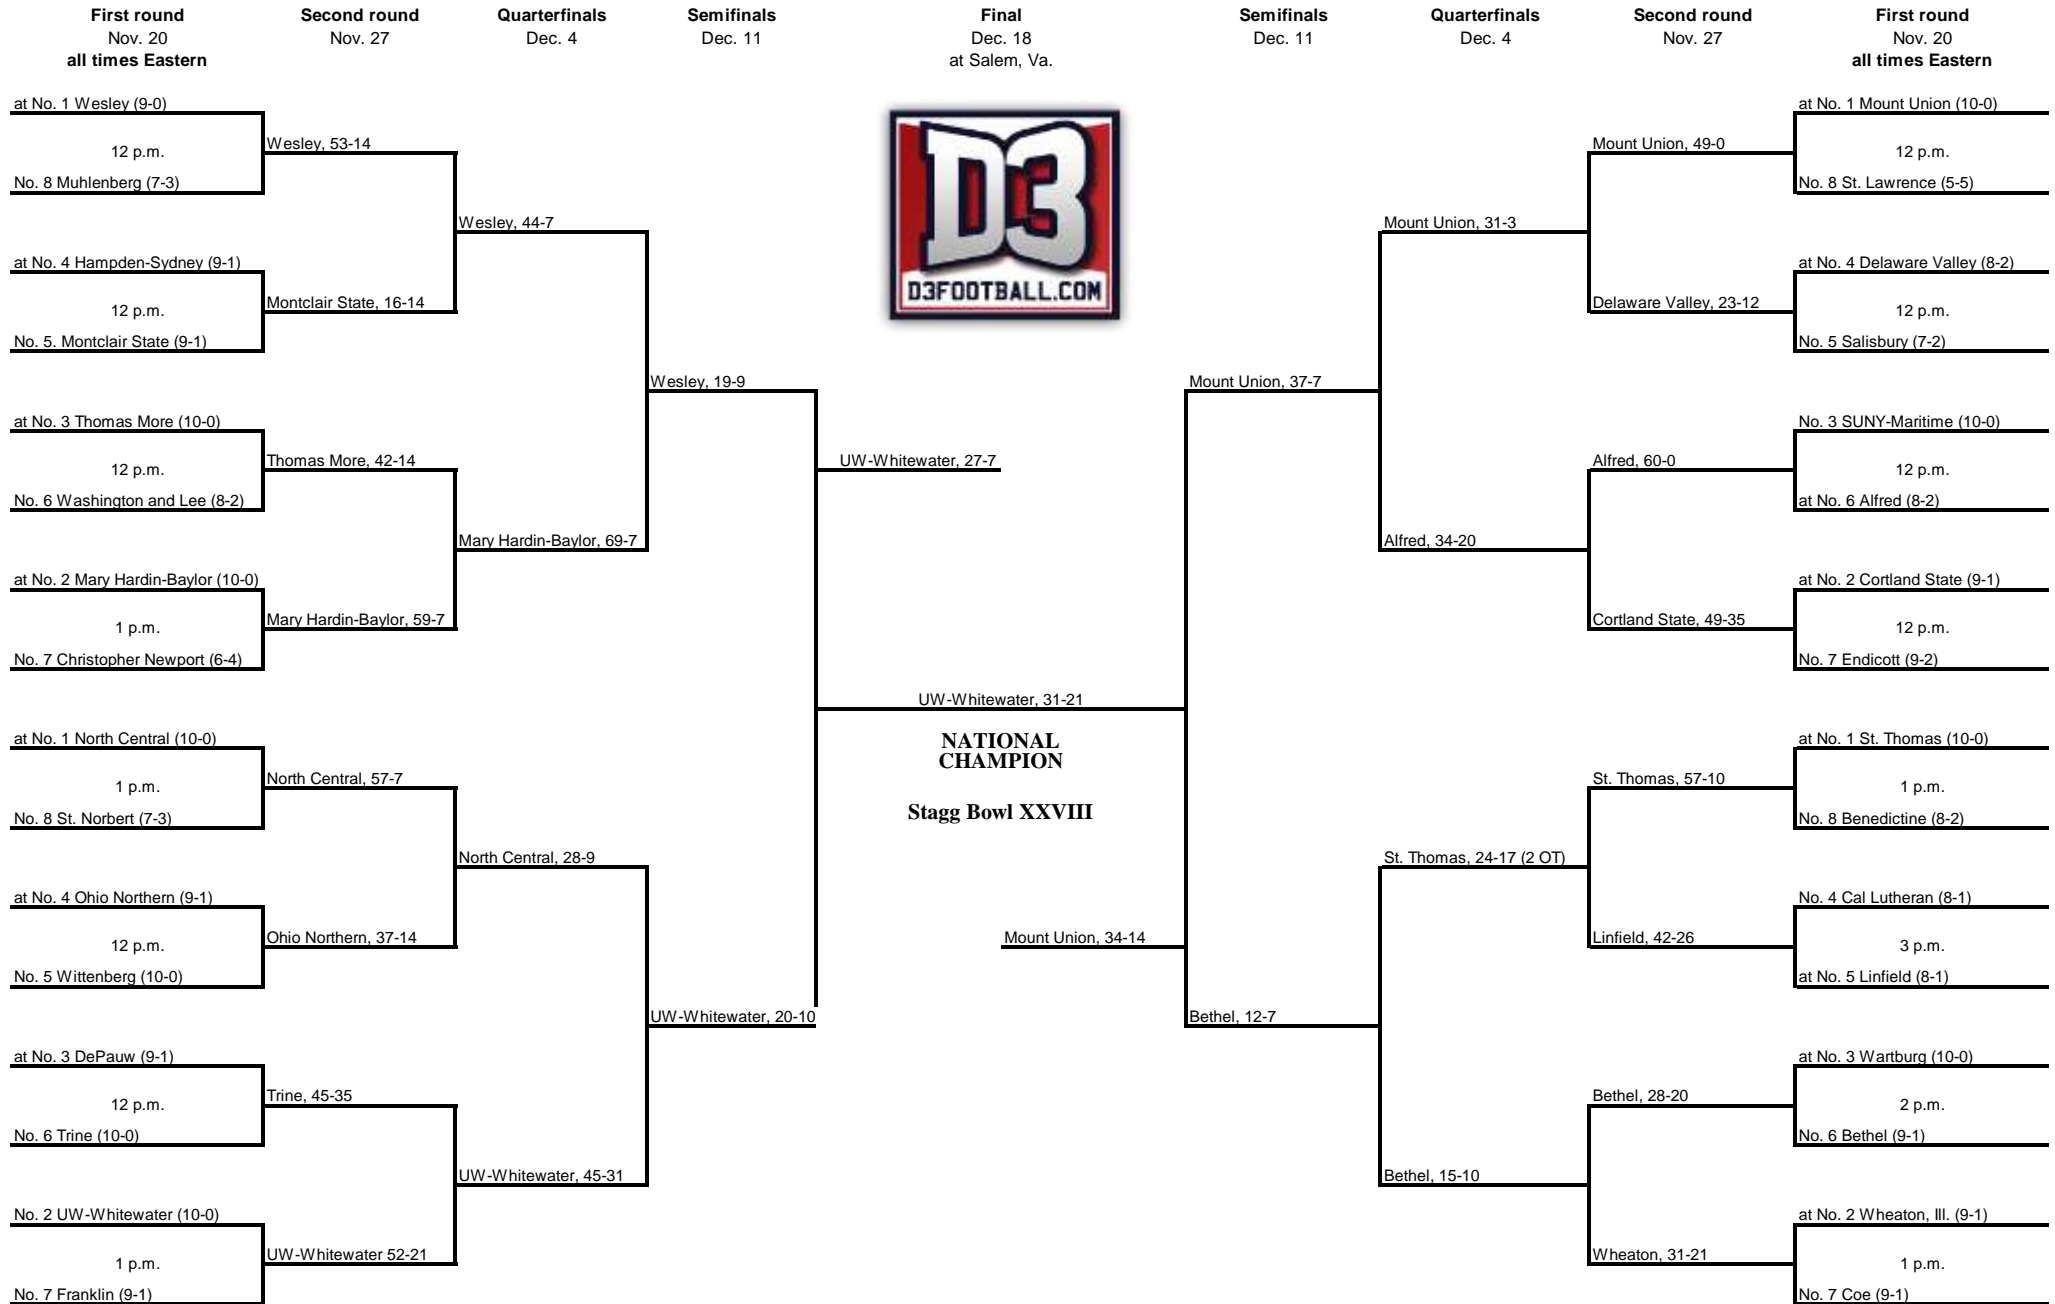 First round
Nov. 20
all times Eastern
Second round
Nov. 27
Quarterfinals
Dec. 4
Semifinals
Dec. 11
Final
Dec. 18
at Salem, Va.
Semifinals
Dec. 11
Quarterfinals
Dec. 4
Second round
Nov. 27
First round
Nov. 20
all times Eastern
at No. 1 Wesley (9-0)
12 p.m.
No. 8 Muhlenberg (7-3)
at No. 4 Hampden-Sydney (9-1)
12 p.m.
No. 5. Montclair State (9-1)
at No. 3 Thomas More (10-0)
12 p.m.
No. 6 Washington and Lee (8-2)
at No. 2 Mary Hardin-Baylor (10-0)
1 p.m.
No. 7 Christopher Newport (6-4)
at No. 1 North Central (10-0)
1 p.m.
No. 8 St. Norbert (7-3)
at No. 4 Ohio Northern (9-1)
12 p.m.
No. 5 Wittenberg (10-0)
at No. 3 DePauw (9-1)
12 p.m.
No. 6 Trine (10-0)
No. 2 UW-Whitewater (10-0)
1 p.m.
No. 7 Franklin (9-1)
Wesley, 53-14
Montclair State, 16-14
Thomas More, 42-14
Mary Hardin-Baylor, 59-7
North Central, 57-7
Ohio Northern, 37-14
Trine, 45-35
UW-Whitewater 52-21
Wesley, 44-7
Mary Hardin-Baylor, 69-7
North Central, 28-9
UW-Whitewater, 45-31
Wesley, 19-9
UW-Whitewater, 20-10
D3
D3FOOTBALL.COM
UW-Whitewater, 27-7
UW-Whitewater, 31-21
NATIONAL
CHAMPION
Stagg Bowl XXVIII
Mount Union, 34-14
Mount Union, 37-7
Bethel, 12-7
Mount Union, 31-3
Alfred, 34-20
St. Thomas, 24-17 (2 OT)
Bethel, 15-10
Mount Union, 49-0
Delaware Valley, 23-12
Alfred, 60-0
Cortland State, 49-35
St. Thomas, 57-10
Linfield, 42-26
Bethel, 28-20
Wheaton, 31-21
at No. 1 Mount Union (10-0)
12 p.m.
No. 8 St. Lawrence (5-5)
at No. 4 Delaware Valley (8-2)
12 p.m.
No. 5 Salisbury (7-2)
No. 3 SUNY-Maritime (10-0)
12 p.m.
at No. 6 Alfred (8-2)
at No. 2 Cortland State (9-1)
12 p.m.
No. 7 Endicott (9-2)
at No. 1 St. Thomas (10-0)
1 p.m.
No. 8 Benedictine (8-2)
No. 4 Cal Lutheran (8-1)
3 p.m.
at No. 5 Linfield (8-1)
at No. 3 Wartburg (10-0)
2 p.m.
No. 6 Bethel (9-1)
at No. 2 Wheaton, Ill. (9-1)
1 p.m.
No. 7 Coe (9-1)